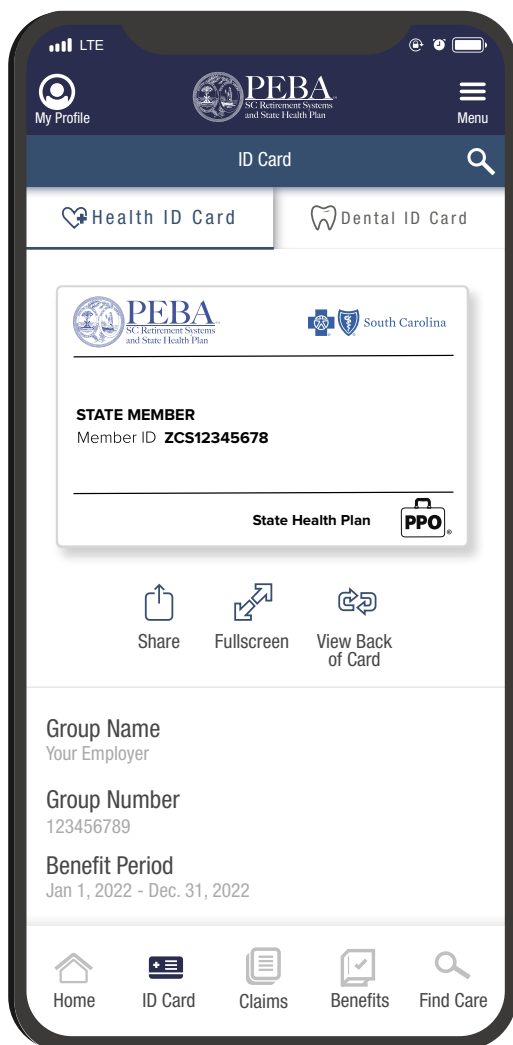 LTE
My Profile
PEBA
SC Retirement Systems
and State Health Plan
Menu
ID Card
Health ID Card
Dental ID Card
PEBA
SC Retirement Systems
and State Health Plan
South Carolina
STATE MEMBER
Member ID ZCS12345678
State Health Plan
PPO®
Share
Fullscreen
View Back
of Card
Group Name
Your Employer
Group Number
123456789
Benefit Period
Jan 1, 2022 - Dec. 31, 2022
Home
ID Card
Claims
Benefits
Find Care